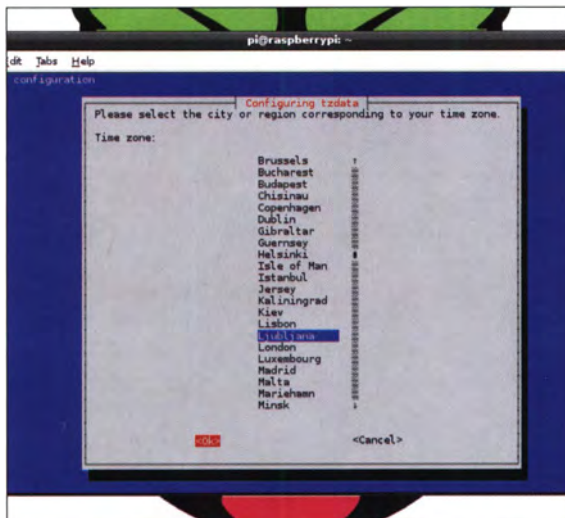 pi@raspberrypi: ~
dit Tabs Help
configuration
Configuring tzdata
Please select the city or region corresponding to your time zone.
Time zone:
Brussels
Bucharest
Budapest
Chisinau
Copenhagen
Dublin
Gibraltar
Guernsey
Helsinki
Isle of Man
Istanbul
Jersey
Kaliningrad
Kiev
Lisbon
Ljubljana
London
Luxembourg
Madrid
Malta
Mariehamn
Minsk
<Ok> <Cancel>